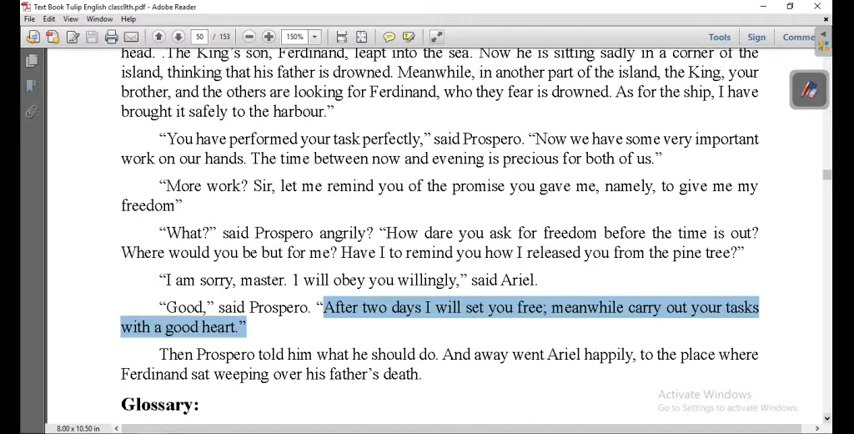 Text Book Tulip English class9th.pdf - Adobe Reader
File Edit View Window Help
50 / 153 150% Tools Sign Comme
head. .The King's son, Ferdinand, leapt into the sea. Now he is sitting sadly in a corner of the
island, thinking that his father is drowned. Meanwhile, in another part of the island, the King, your
brother, and the others are looking for Ferdinand, who they fear is drowned. As for the ship, I have
brought it safely to the harbour.”
“You have performed your task perfectly,” said Prospero. “Now we have some very important
work on our hands. The time between now and evening is precious for both of us.”
“More work? Sir, let me remind you of the promise you gave me, namely, to give me my
freedom”
“What?” said Prospero angrily? “How dare you ask for freedom before the time is out?
Where would you be but for me? Have I to remind you how I released you from the pine tree?”
“I am sorry, master. 1 will obey you willingly,” said Ariel.
“Good,” said Prospero. “After two days I will set you free; meanwhile carry out your tasks
with a good heart.”
Then Prospero told him what he should do. And away went Ariel happily, to the place where
Ferdinand sat weeping over his father’s death.
Glossary:
Activate Windows
Go to Settings to activate Windows.
8.00 x 10.50 in